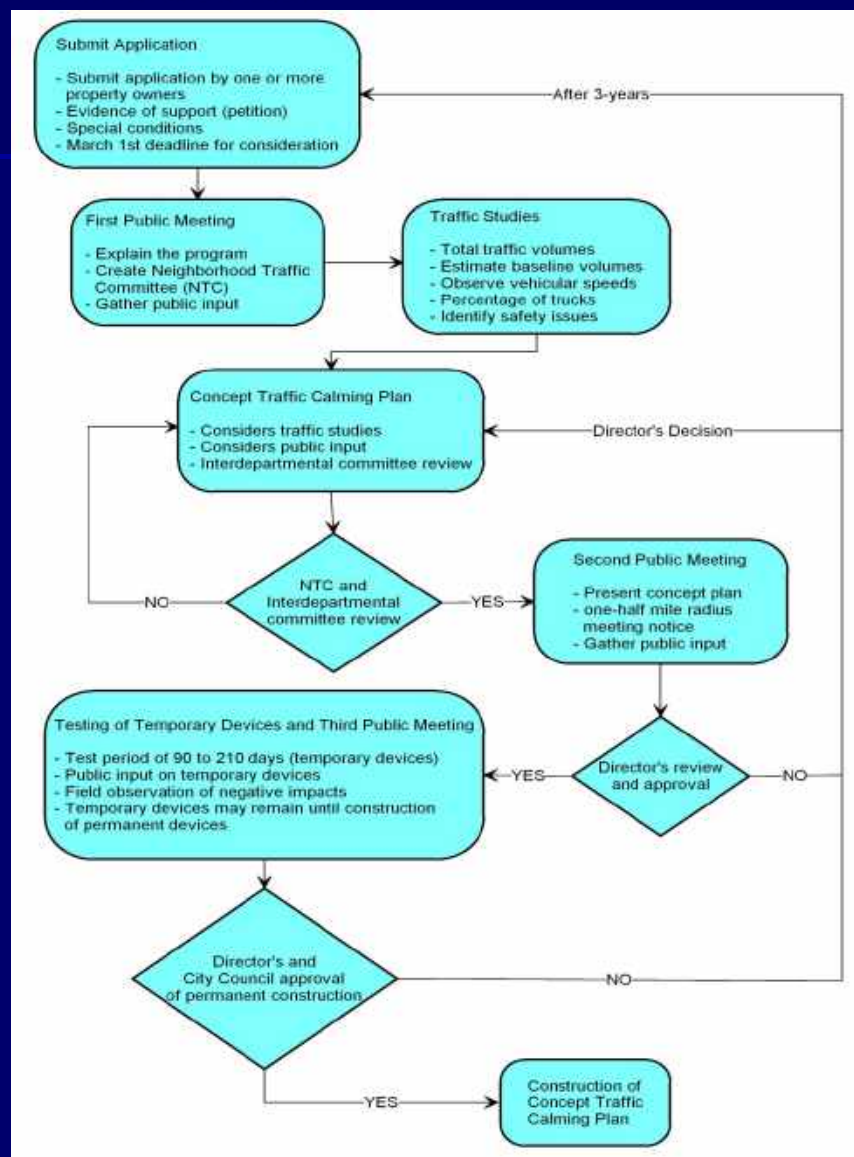 Submit Application
- Submit application by one or more
property owners
- Evidence of support (petition)
- Special conditions
- March 1st deadline for consideration
After 3-years
First Public Meeting
- Explain the program
- Create Neighborhood Traffic
Committee (NTC)
- Gather public input
Traffic Studies
- Total traffic volumes
- Estimate baseline volumes
- Observe vehicular speeds
- Percentage of trucks
- Identify safety issues
Concept Traffic Calming Plan
- Considers traffic studies
- Considers public input
- Interdepartmental committee review
Director's Decision
NTC and
Interdepartmental
committee review
NO
YES
Second Public Meeting
- Present concept plan
- one-half mile radius
meeting notice
- Gather public input
Testing of Temporary Devices and Third Public Meeting
- Test period of 90 to 210 days (temporary devices)
- Public input on temporary devices
- Field observation of negative impacts
- Temporary devices may remain until construction
of permanent devices
YES
Director's review
and approval
NO
Director's and
City Council approval
of permanent construction
NO
YES
Construction of
Concept Traffic
Calming Plan